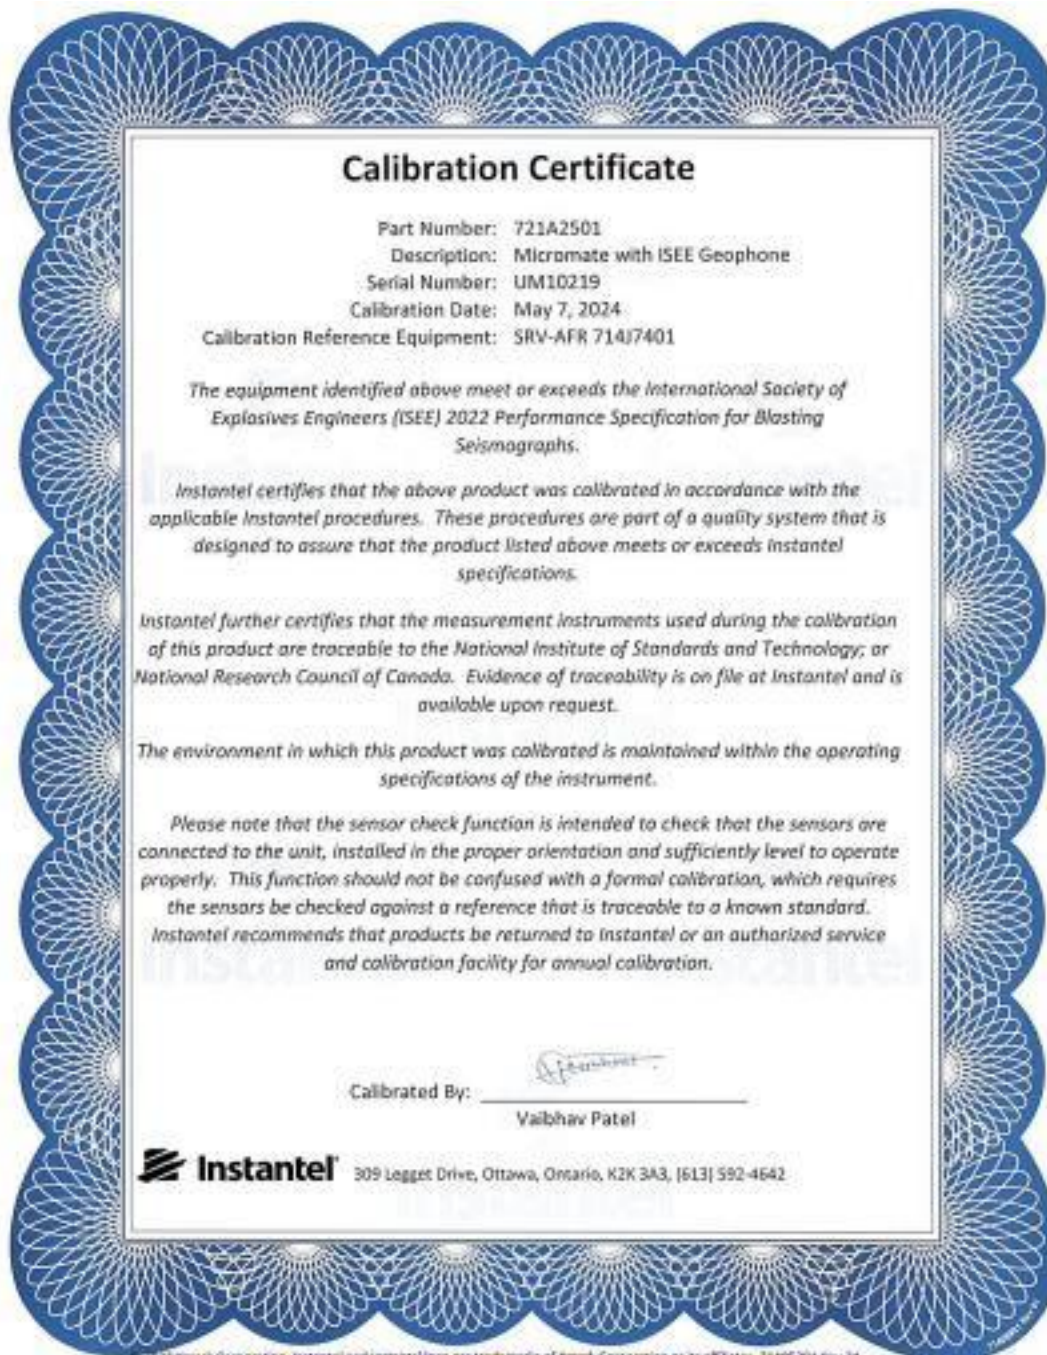 Calibration Certificate
Part Number: 721A2501
Description: Micromate with ISEE Geophone
Serial Number: UM10219
Calibration Date: May 7, 2024
Calibration Reference Equipment: SRV-AFR 714J7401
The equipment identified above meet or exceeds the International Society of
Explosives Engineers (ISEE) 2022 Performance Specification for Blasting
Seismographs.
Instantel certifies that the above product was calibrated in accordance with the
applicable Instantel procedures. These procedures are part of a quality system that is
designed to assure that the product listed above meets or exceeds Instantel
specifications.
Instantel further certifies that the measurement instruments used during the calibration
of this product are traceable to the National Institute of Standards and Technology; or
National Research Council of Canada. Evidence of traceability is on file at Instantel and is
available upon request.
The environment in which this product was calibrated is maintained within the operating
specifications of the instrument.
Please note that the sensor check function is intended to check that the sensors are
connected to the unit, installed in the proper orientation and sufficiently level to operate
properly. This function should not be confused with a formal calibration, which requires
the sensors be checked against a reference that is traceable to a known standard.
Instantel recommends that products be returned to Instantel or an authorized service
and calibration facility for annual calibration.
Calibrated By:
Vaibhav Patel
Instantel 309 Legget Drive, Ottawa, Ontario, K2K 3A3, (613) 592-4642